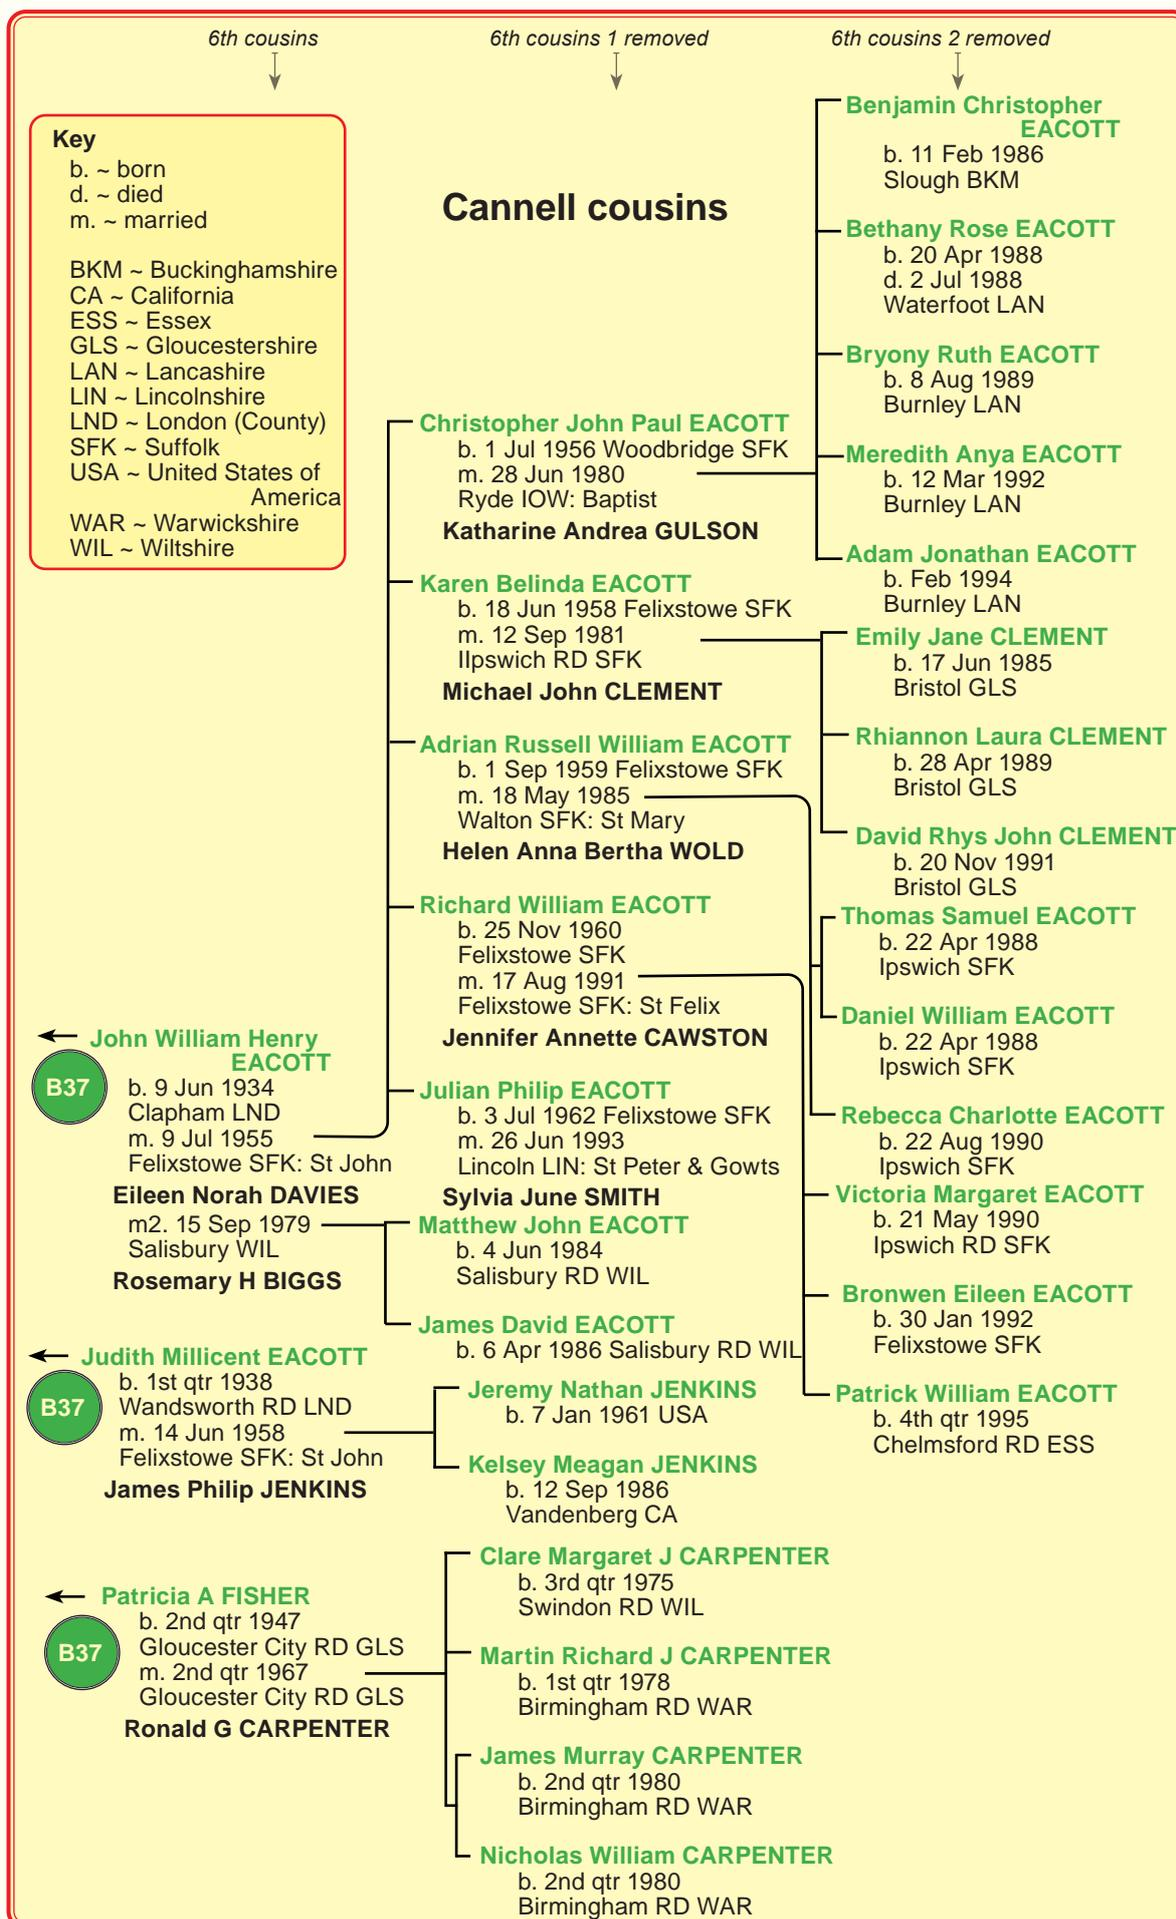 6th cousins
6th cousins 1 removed
6th cousins 2 removed
Key
b. ~ born
d. ~ died
m. ~ married
BKM ~ Buckinghamshire
CA ~ California
ESS ~ Essex
GLS ~ Gloucestershire
LAN ~ Lancashire
LIN ~ Lincolnshire
LND ~ London (County)
SFK ~ Suffolk
USA ~ United States of
America
WAR ~ Warwickshire
WIL ~ Wiltshire
Cannell cousins
John William Henry
EACOTT
B37
b. 9 Jun 1934
Clapham LND
m. 9 Jul 1955
Felixstowe SFK: St John
Eileen Norah DAVIES
m2. 15 Sep 1979
Salisbury WIL
Rosemary H BIGGS
Judith Millicent EACOTT
B37
b. 1st qtr 1938
Wandsworth RD LND
m. 14 Jun 1958
Felixstowe SFK: St John
James Philip JENKINS
Patricia A FISHER
B37
b. 2nd qtr 1947
Gloucester City RD GLS
m. 2nd qtr 1967
Gloucester City RD GLS
Ronald G CARPENTER
Christopher John Paul EACOTT
b. 1 Jul 1956 Woodbridge SFK
m. 28 Jun 1980
Ryde IOW: Baptist
Katharine Andrea GULSON
Karen Belinda EACOTT
b. 18 Jun 1958 Felixstowe SFK
m. 12 Sep 1981
IIpswich RD SFK
Michael John CLEMENT
Adrian Russell William EACOTT
b. 1 Sep 1959 Felixstowe SFK
m. 18 May 1985
Walton SFK: St Mary
Helen Anna Bertha WOLD
Richard William EACOTT
b. 25 Nov 1960
Felixstowe SFK
m. 17 Aug 1991
Felixstowe SFK: St Felix
Jennifer Annette CAWSTON
Julian Philip EACOTT
b. 3 Jul 1962 Felixstowe SFK
m. 26 Jun 1993
Lincoln LIN: St Peter & Gowts
Sylvia June SMITH
Matthew John EACOTT
b. 4 Jun 1984
Salisbury RD WIL
James David EACOTT
b. 6 Apr 1986 Salisbury RD WIL
Jeremy Nathan JENKINS
b. 7 Jan 1961 USA
Kelsey Meagan JENKINS
b. 12 Sep 1986
Vandenberg CA
Clare Margaret J CARPENTER
b. 3rd qtr 1975
Swindon RD WIL
Martin Richard J CARPENTER
b. 1st qtr 1978
Birmingham RD WAR
James Murray CARPENTER
b. 2nd qtr 1980
Birmingham RD WAR
Nicholas William CARPENTER
b. 2nd qtr 1980
Birmingham RD WAR
Benjamin Christopher
EACOTT
b. 11 Feb 1986
Slough BKM
Bethany Rose EACOTT
b. 20 Apr 1988
d. 2 Jul 1988
Waterfoot LAN
Bryony Ruth EACOTT
b. 8 Aug 1989
Burnley LAN
Meredith Anya EACOTT
b. 12 Mar 1992
Burnley LAN
Adam Jonathan EACOTT
b. Feb 1994
Burnley LAN
Emily Jane CLEMENT
b. 17 Jun 1985
Bristol GLS
Rhiannon Laura CLEMENT
b. 28 Apr 1989
Bristol GLS
David Rhys John CLEMENT
b. 20 Nov 1991
Bristol GLS
Thomas Samuel EACOTT
b. 22 Apr 1988
Ipswich SFK
Daniel William EACOTT
b. 22 Apr 1988
Ipswich SFK
Rebecca Charlotte EACOTT
b. 22 Aug 1990
Ipswich SFK
Victoria Margaret EACOTT
b. 21 May 1990
Ipswich RD SFK
Bronwen Eileen EACOTT
b. 30 Jan 1992
Felixstowe SFK
Patrick William EACOTT
b. 4th qtr 1995
Chelmsford RD ESS